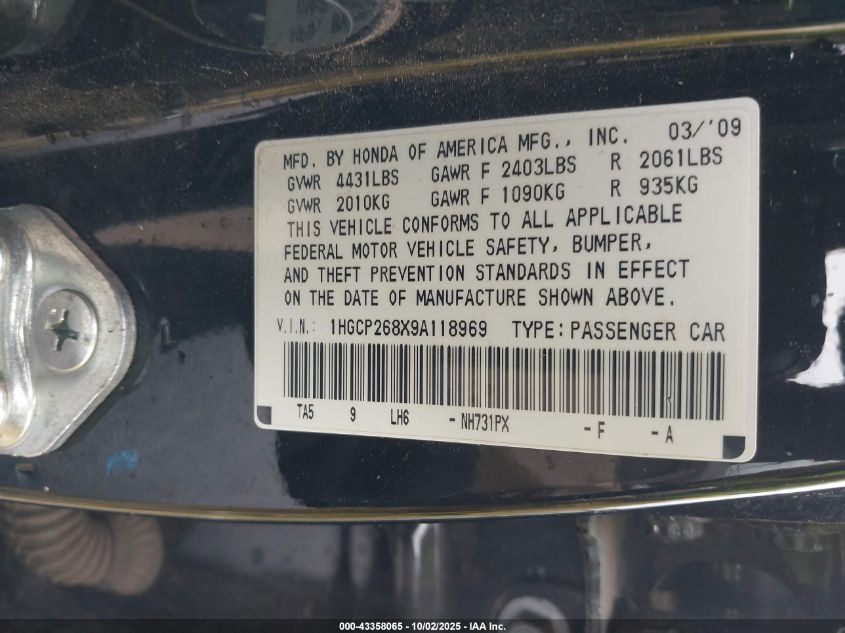 MFD. BY HONDA OF AMERICA MFG., INC. 03/'09
GVWR 4431LBS GAWR F 2403LBS R 2061LBS
GVWR 2010KG GAWR F 1090KG R 935KG
THIS VEHICLE CONFORMS TO ALL APPLICABLE
FEDERAL MOTOR VEHICLE SAFETY, BUMPER,
AND THEFT PREVENTION STANDARDS IN EFFECT
ON THE DATE OF MANUFACTURE SHOWN ABOVE.
V.I.N.: 1HGCP268X9A118969 TYPE: PASSENGER CAR
TA5 9 LH6 - NH731PX - F - A
000-43358065 - 10/02/2025 - IAA Inc.